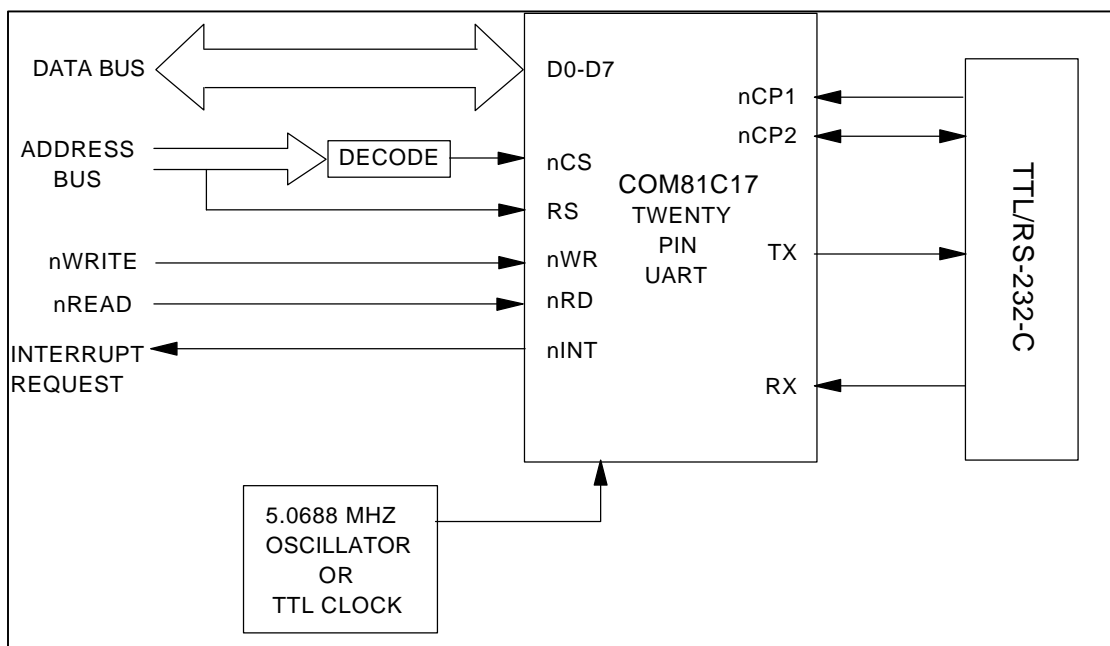 DATA BUS
D0-D7
nCP1
nCP2
ADDRESS
BUS
DECODE
nCS
RS
COM81C17
TWENTY
PIN
UART
nWRITE
nWR
TX
nREAD
nRD
INTERRUPT
REQUEST
nINT
RX
TTL/RS-232-C
5.0688 MHZ
OSCILLATOR
OR
TTL CLOCK